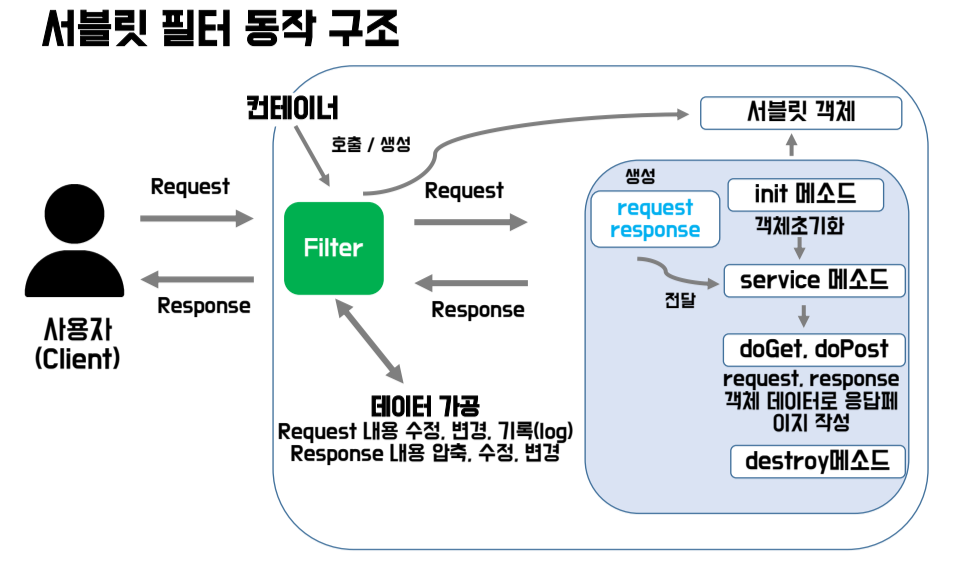 서블릿 필터 동작 구조
컨테이너
호출 / 생성
서블릿 객체
Request
Filter
Request
Response
Response
사용자
(Client)
데이터 가공
Request 내용 수정, 변경, 기록(log)
Response 내용 압축, 수정, 변경
생성
request
response
전달
init 메소드
객체초기화
service 메소드
doGet, doPost
request, response
객체 데이터로 응답페
이지 작성
destroy메소드